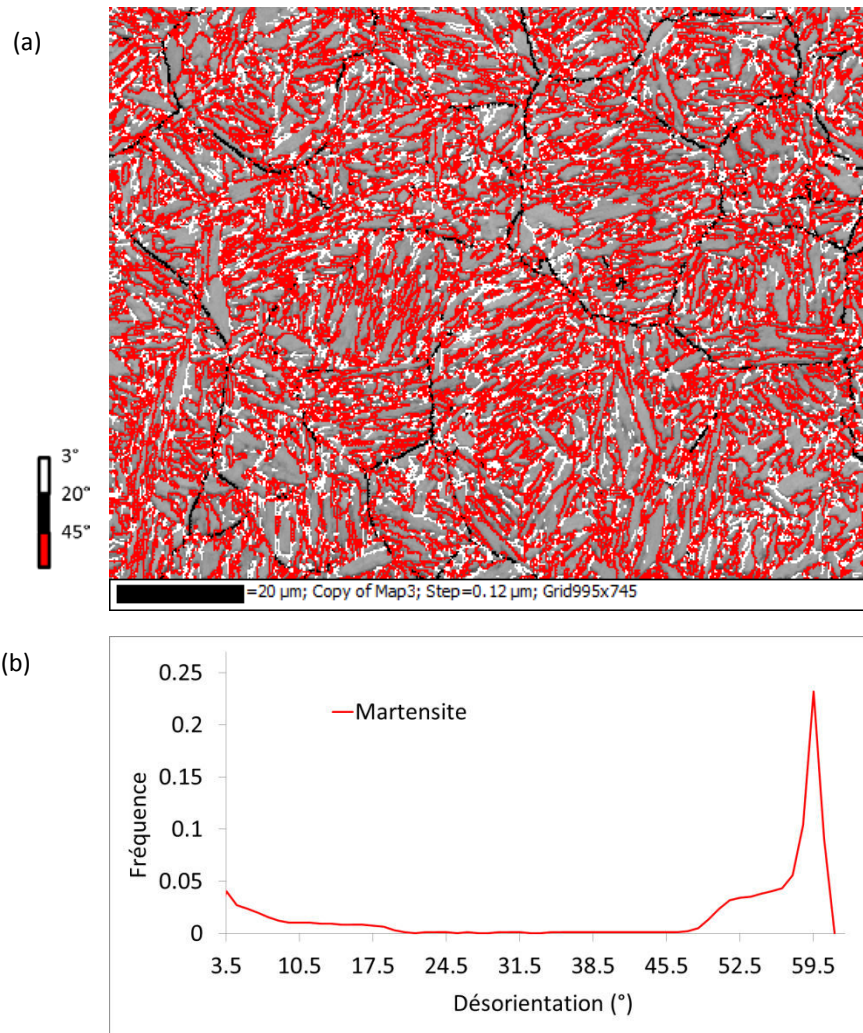 (a)
3°
20°
45°
=20 µm; Copy of Map3; Step=0.12 µm; Grid995x745
(b)
0.25
0.2
0.15
0.1
0.05
0
Fréquence
Martensite
3.5 10.5 17.5 24.5 31.5 38.5 45.5 52.5 59.5
Désorientation (°)